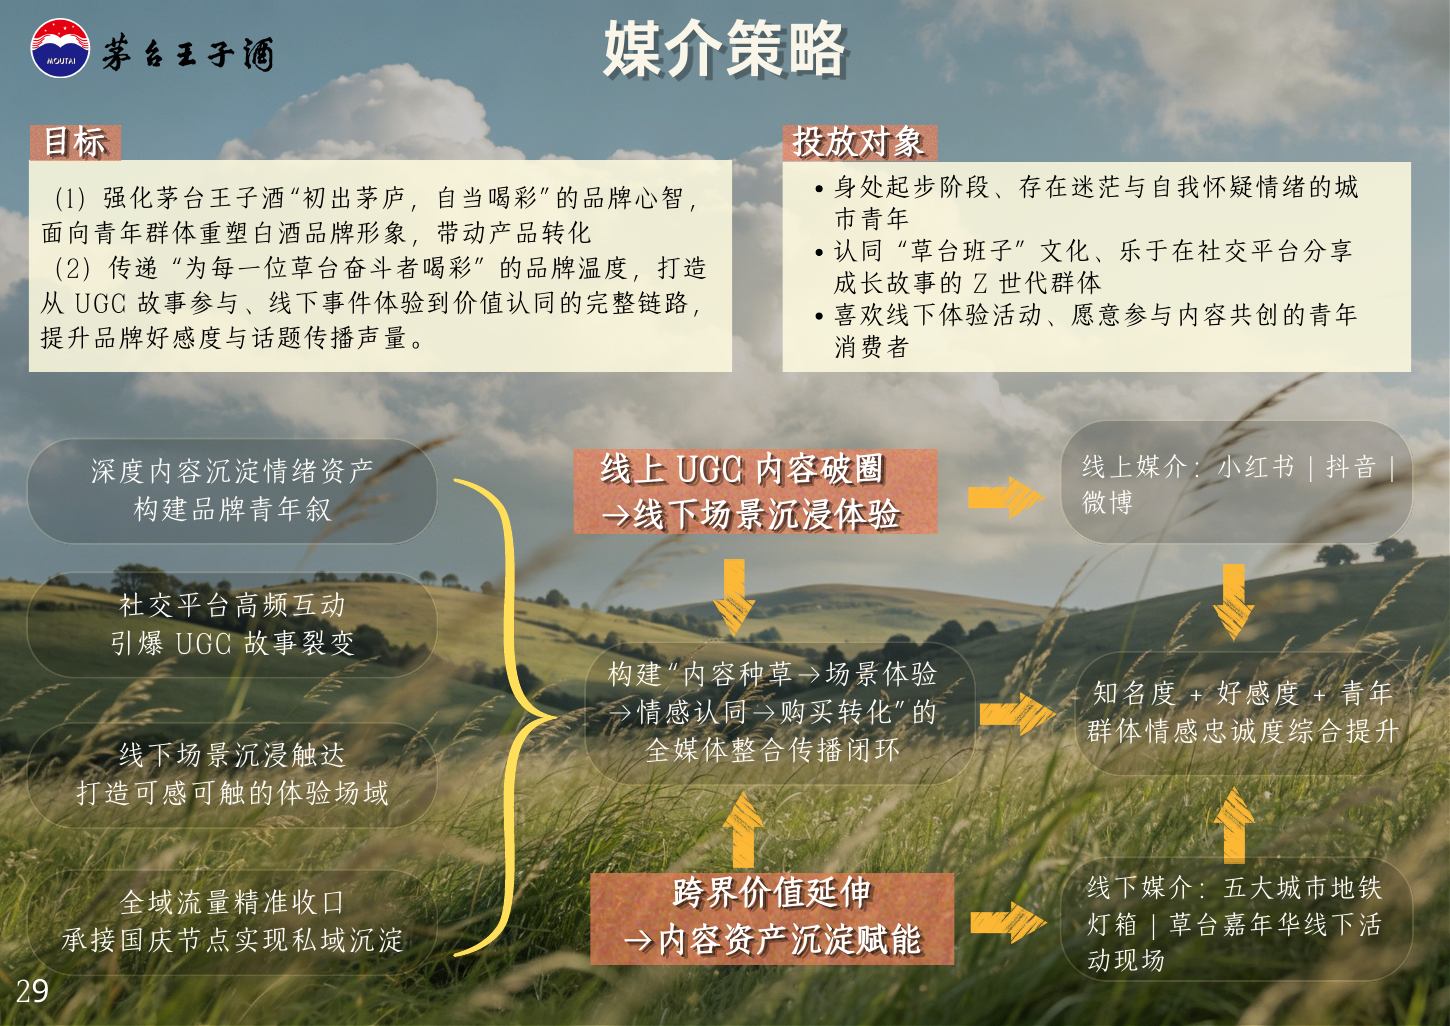 MOUTAI
茅台王子酒
媒介策略
目标
（1）强化茅台王子酒“初出茅庐，自当喝彩”的品牌心智，
面向青年群体重塑白酒品牌形象，带动产品转化
（2）传递“为每一位草台奋斗者喝彩”的品牌温度，打造
从 UGC 故事参与、线下事件体验到价值认同的完整链路，
提升品牌好感度与话题传播声量。
投放对象
• 身处起步阶段、存在迷茫与自我怀疑情绪的城
市青年
• 认同“草台班子”文化、乐于在社交平台分享
成长故事的 Z 世代群体
• 喜欢线下体验活动、愿意参与内容共创的青年
消费者
深度内容沉淀情绪资产
构建品牌青年叙
社交平台高频互动
引爆 UGC 故事裂变
线下场景沉浸触达
打造可感可触的体验场域
全域流量精准收口
承接国庆节点实现私域沉淀
线上 UGC 内容破圈
→线下场景沉浸体验
构建“内容种草→场景体验
→情感认同→购买转化”的
全媒体整合传播闭环
跨界价值延伸
→内容资产沉淀赋能
线上媒介：小红书 | 抖音 |
微博
知名度 + 好感度 + 青年
群体情感忠诚度综合提升
线下媒介：五大城市地铁
灯箱 | 草台嘉年华线下活
动现场
29